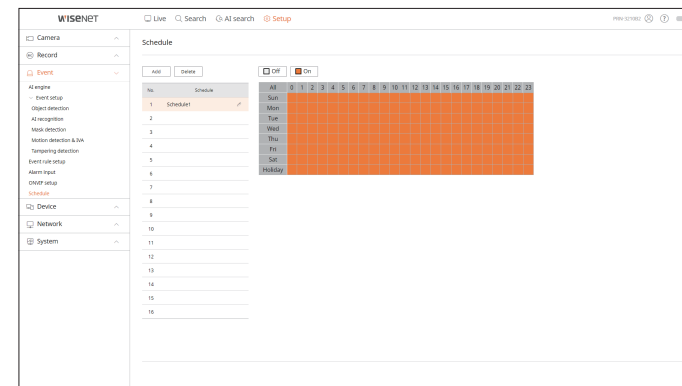 WISENET
Live Search AI search Setup
PRN-3210B2
Camera
Record
Event
AI engine
Event setup
Object detection
AI recognition
Mask detection
Motion detection & IVA
Tampering detection
Event rule setup
Alarm input
ONVIF setup
Schedule
Device
Network
System
Schedule
Add Delete
Off On
No. Schedule
1 Schedule1
2
3
4
5
6
7
8
9
10
11
12
13
14
15
16
All 0 1 2 3 4 5 6 7 8 9 10 11 12 13 14 15 16 17 18 19 20 21 22 23
Sun
Mon
Tue
Wed
Thu
Fri
Sat
Holiday